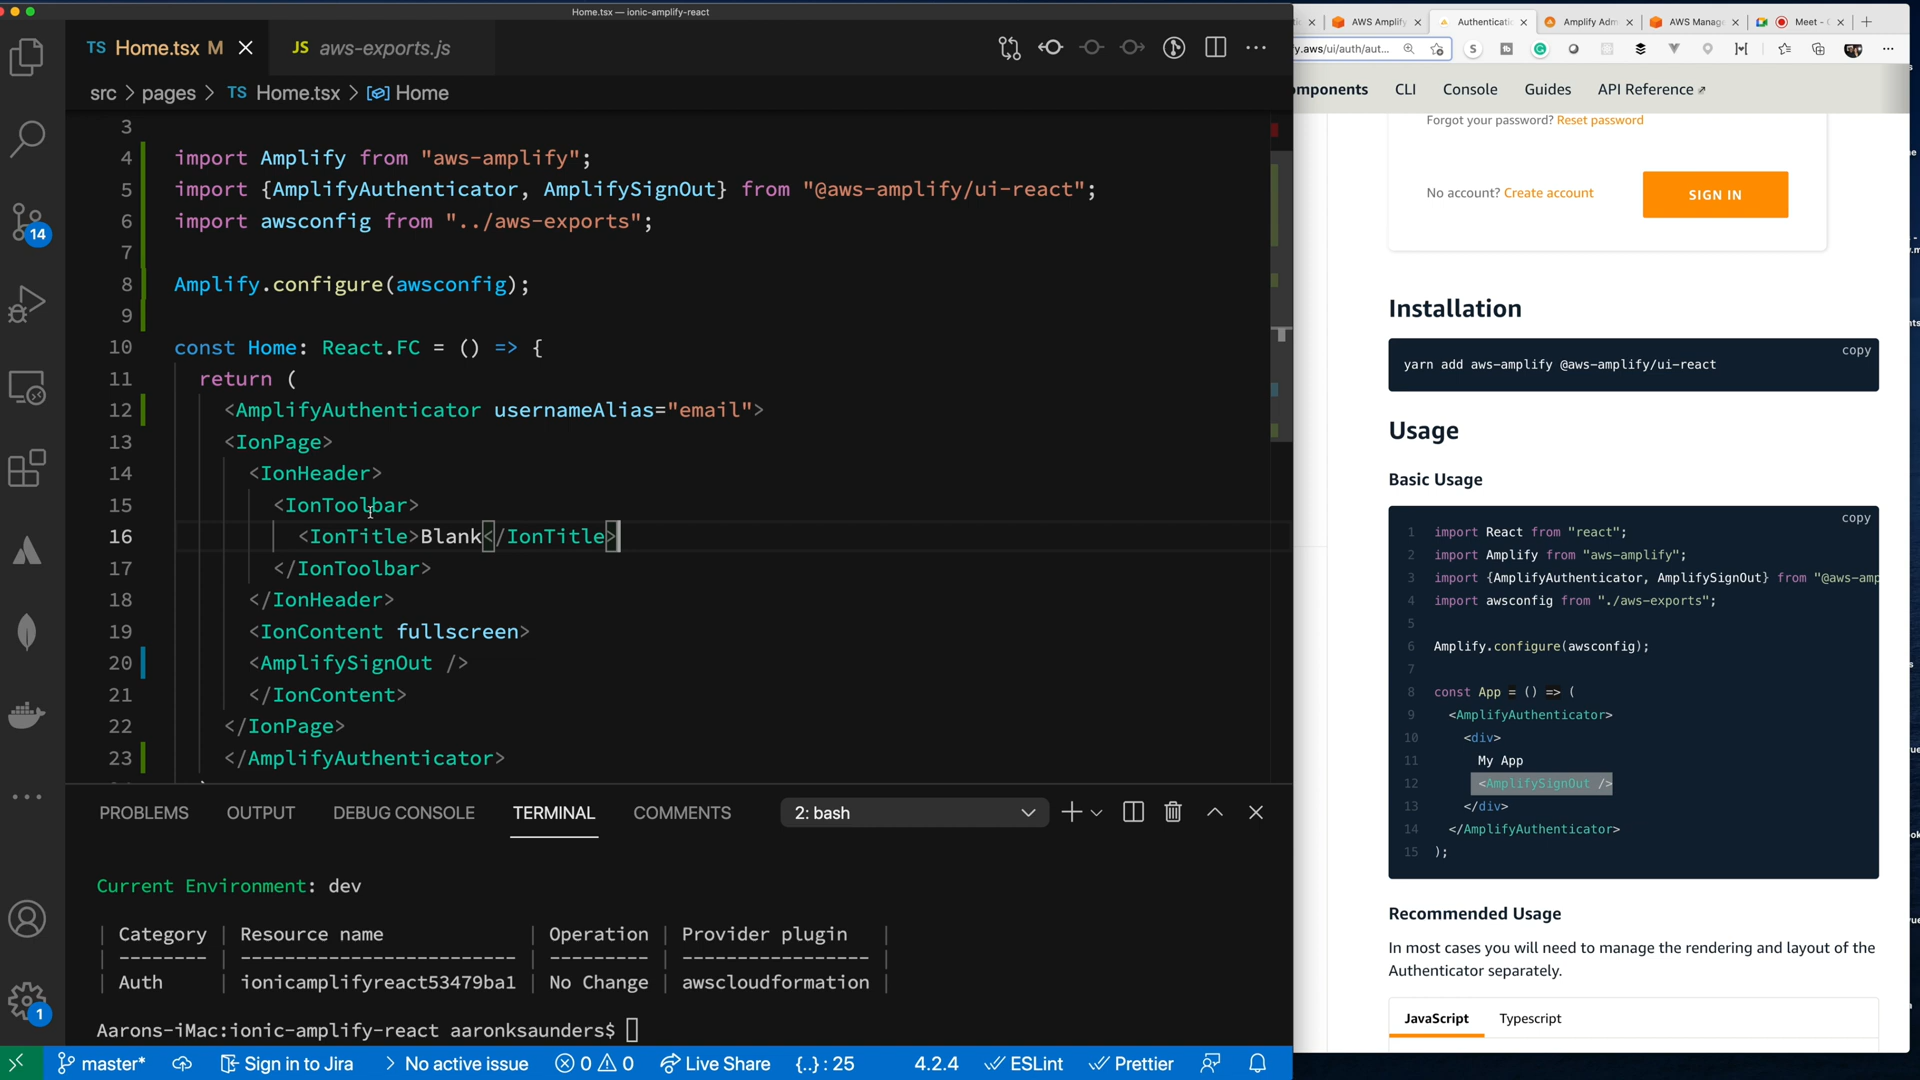 Home.tsx — ionic-amplify-react
TS Home.tsx M
JS aws-exports.js
src > pages > TS Home.tsx > Home
3
4 import Amplify from "aws-amplify";
5 import {AmplifyAuthenticator, AmplifySignOut} from "@aws-amplify/ui-react";
6 import awsconfig from "../aws-exports";
7
8 Amplify.configure(awsconfig);
9
10 const Home: React.FC = () => {
11 return (
12 <AmplifyAuthenticator usernameAlias="email">
13 <IonPage>
14 <IonHeader>
15 <IonToolbar>
16 <IonTitle>Blank</IonTitle>
17 </IonToolbar>
18 </IonHeader>
19 <IonContent fullscreen>
20 <AmplifySignOut />
21 </IonContent>
22 </IonPage>
23 </AmplifyAuthenticator>
14
1
PROBLEMS OUTPUT DEBUG CONSOLE TERMINAL COMMENTS 2: bash
Current Environment: dev
| Category | Resource name | Operation | Provider plugin |
| -------- | ----------------------- | --------- | ----------------- |
| Auth | ionicamplifyreact53479ba1 | No Change | awscloudformation |
Aarons-iMac:ionic-amplify-react aaronksaunders$
master* Sign in to Jira > No active issue 0 0 Live Share {..} : 25 4.2.4 ESLint Prettier
AWS Amplify Authenticatio Amplify Adm AWS Manag Meet -
fy.aws/ui/auth/aut...
mponents CLI Console Guides API Reference
Forgot your password? Reset password
No account? Create account
SIGN IN
Installation
copy
yarn add aws-amplify @aws-amplify/ui-react
Usage
Basic Usage
copy
1 import React from "react";
2 import Amplify from "aws-amplify";
3 import {AmplifyAuthenticator, AmplifySignOut} from "@aws-amp
4 import awsconfig from "./aws-exports";
5
6 Amplify.configure(awsconfig);
7
8 const App = () => (
9 <AmplifyAuthenticator>
10 <div>
11 My App
12 <AmplifySignOut />
13 </div>
14 </AmplifyAuthenticator>
15 );
Recommended Usage
In most cases you will need to manage the rendering and layout of the
Authenticator separately.
JavaScript Typescript